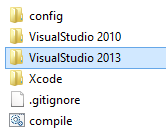 config
VisualStudio 2010
VisualStudio 2013
Xcode
.gitignore
compile